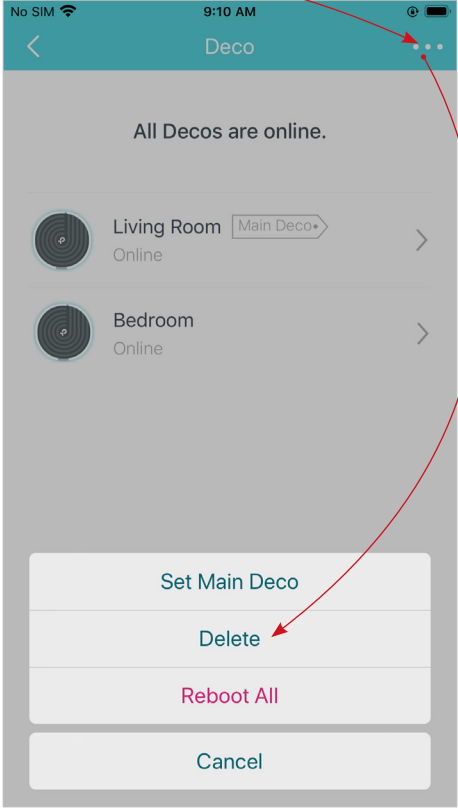 No SIM 9:10 AM
Deco
All Decos are online.
Living Room Main Deco
Online
Bedroom
Online
Set Main Deco
Delete
Reboot All
Cancel